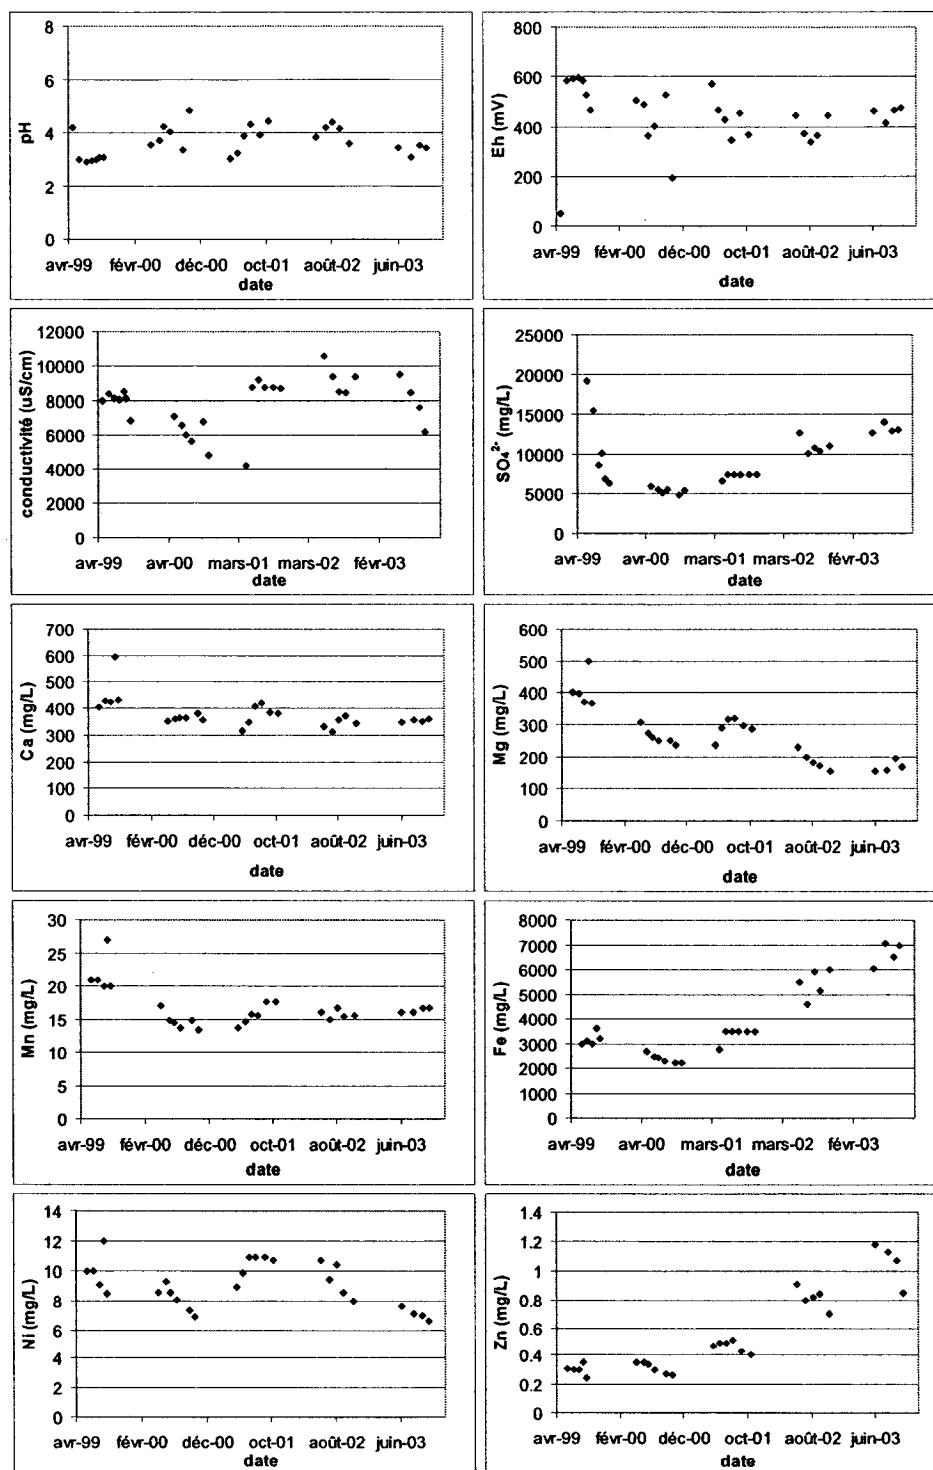 8
6
4
2
0
pH
avr-99 févr-00 déc-00 oct-01 août-02 juin-03
date
800
600
400
200
0
Eh (mV)
avr-99 févr-00 déc-00 oct-01 août-02 juin-03
date
12000
10000
8000
6000
4000
2000
0
conductivité (uS/cm)
avr-99 avr-00 mars-01 mars-02 févr-03
date
25000
20000
15000
10000
5000
0
SO₄²⁻ (mg/L)
avr-99 avr-00 mars-01 mars-02 févr-03
date
700
600
500
400
300
200
100
0
Ca (mg/L)
avr-99 févr-00 déc-00 oct-01 août-02 juin-03
date
600
500
400
300
200
100
0
Mg (mg/L)
avr-99 févr-00 déc-00 oct-01 août-02 juin-03
date
30
25
20
15
10
5
0
Mn (mg/L)
avr-99 févr-00 déc-00 oct-01 août-02 juin-03
date
8000
7000
6000
5000
4000
3000
2000
1000
0
Fe (mg/L)
avr-99 avr-00 mars-01 mars-02 févr-03
date
14
12
10
8
6
4
2
0
Ni (mg/L)
avr-99 févr-00 déc-00 oct-01 août-02 juin-03
date
1.4
1.2
1
0.8
0.6
0.4
0.2
0
Zn (mg/L)
avr-99 févr-00 déc-00 oct-01 août-02 juin-03
date